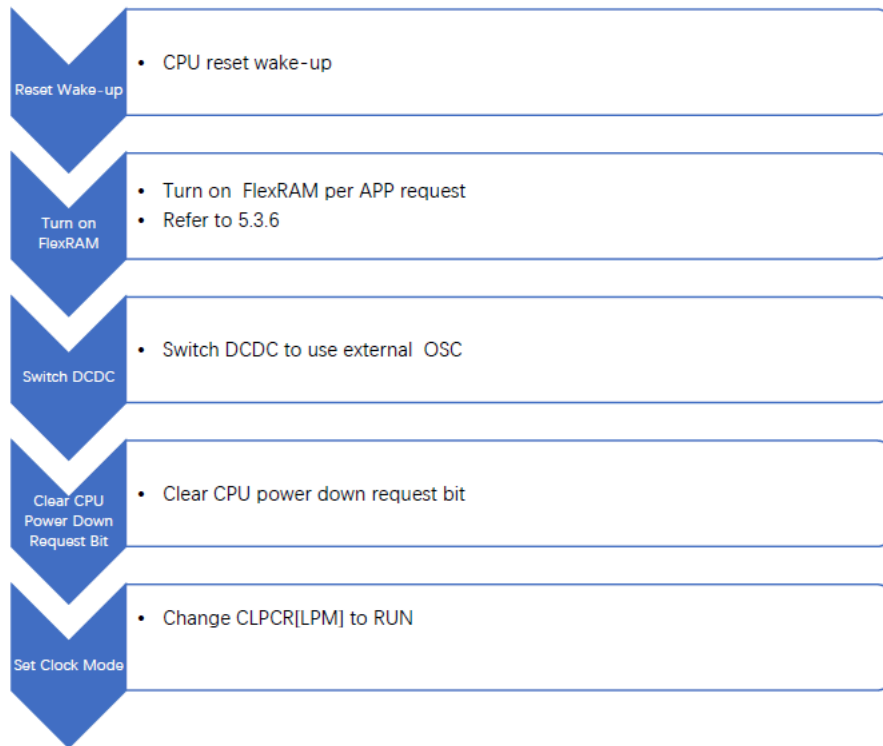 Reset Wake-up
• CPU reset wake-up
Turn on
FlexRAM
• Turn on FlexRAM per APP request
• Refer to 5.3.6
Switch DCDC
• Switch DCDC to use external OSC
Clear CPU
Power Down
Request Bit
• Clear CPU power down request bit
Set Clock Mode
• Change CLPCR[LPM] to RUN